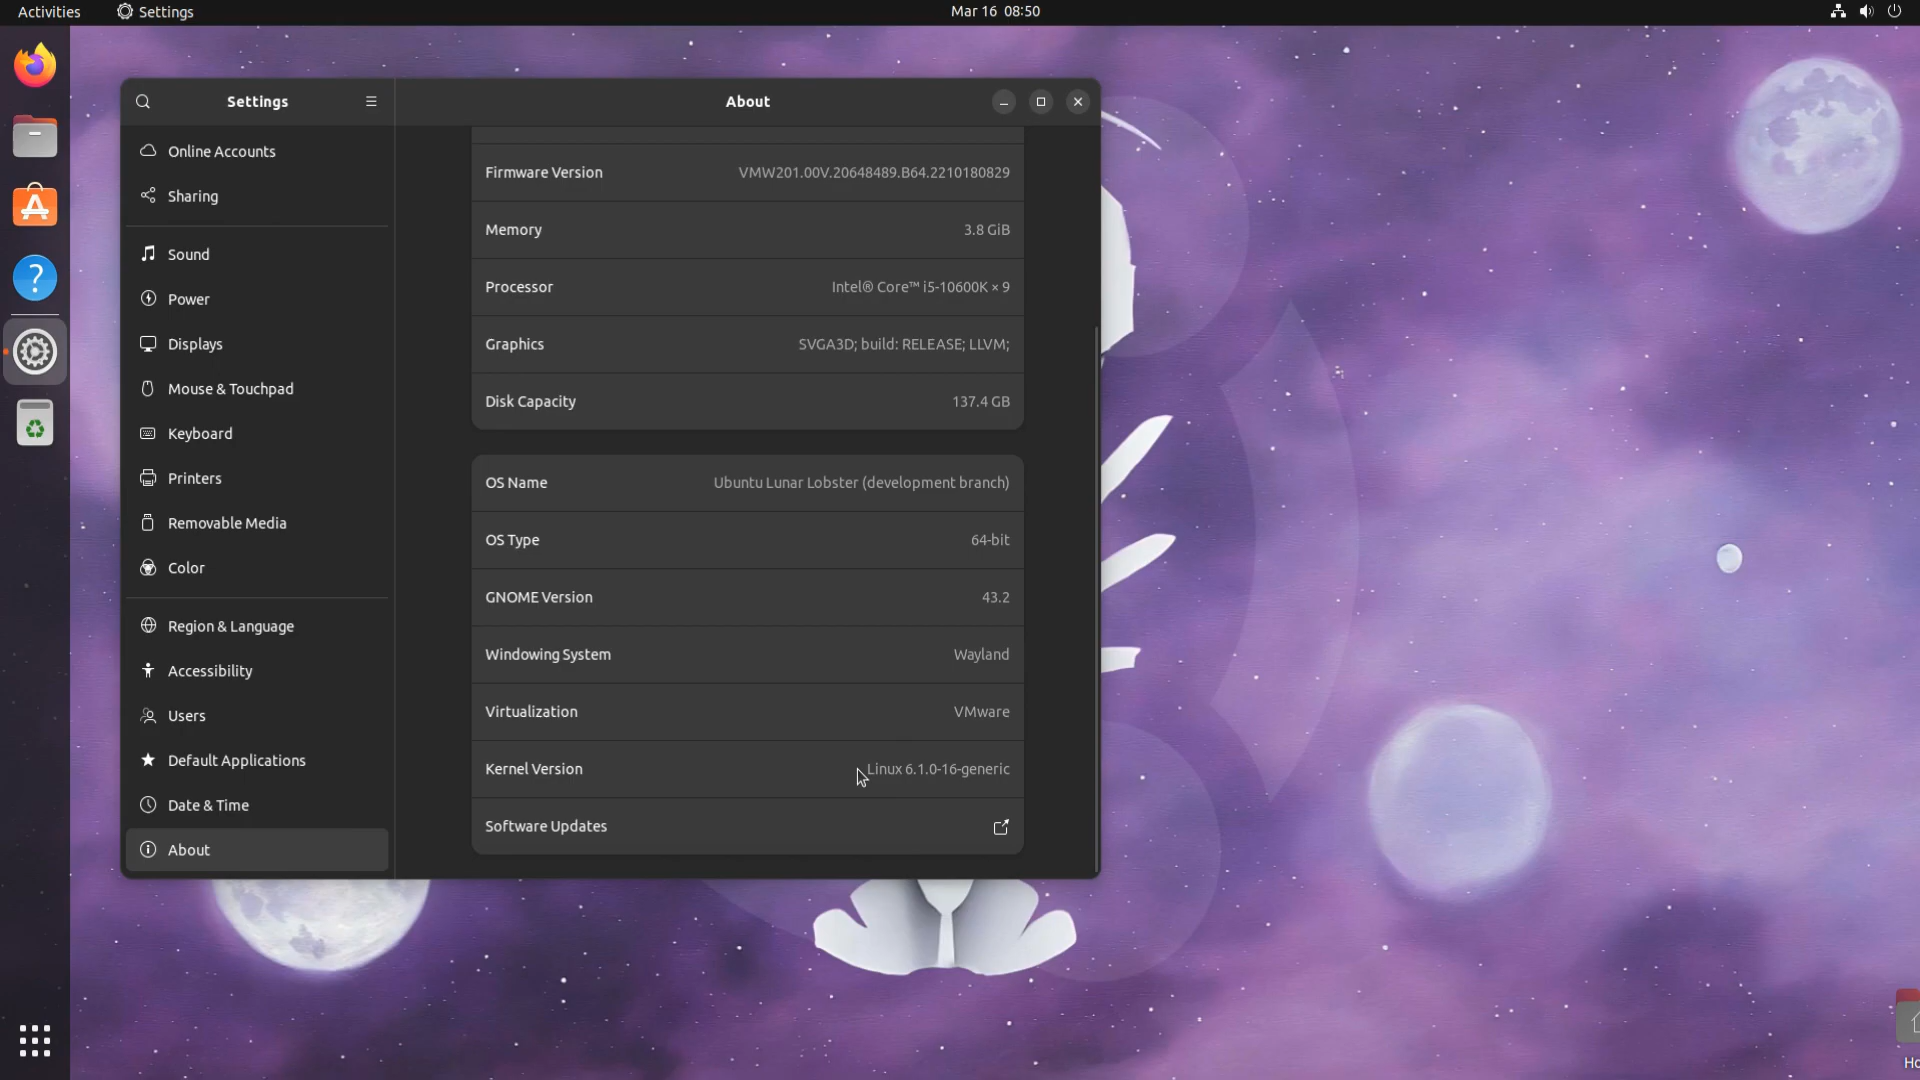 Activities Settings Mar 16 08:50
Settings About
Online Accounts
Sharing
Sound
Power
Displays
Mouse & Touchpad
Keyboard
Printers
Removable Media
Color
Region & Language
Accessibility
Users
Default Applications
Date & Time
About
Firmware Version VMW201.00V.20648489.B64.2210180829
Memory 3.8 GiB
Processor Intel® Core™ i5-10600K × 9
Graphics SVGA3D; build: RELEASE; LLVM;
Disk Capacity 137.4 GB
OS Name Ubuntu Lunar Lobster (development branch)
OS Type 64-bit
GNOME Version 43.2
Windowing System Wayland
Virtualization VMware
Kernel Version Linux 6.1.0-16-generic
Software Updates